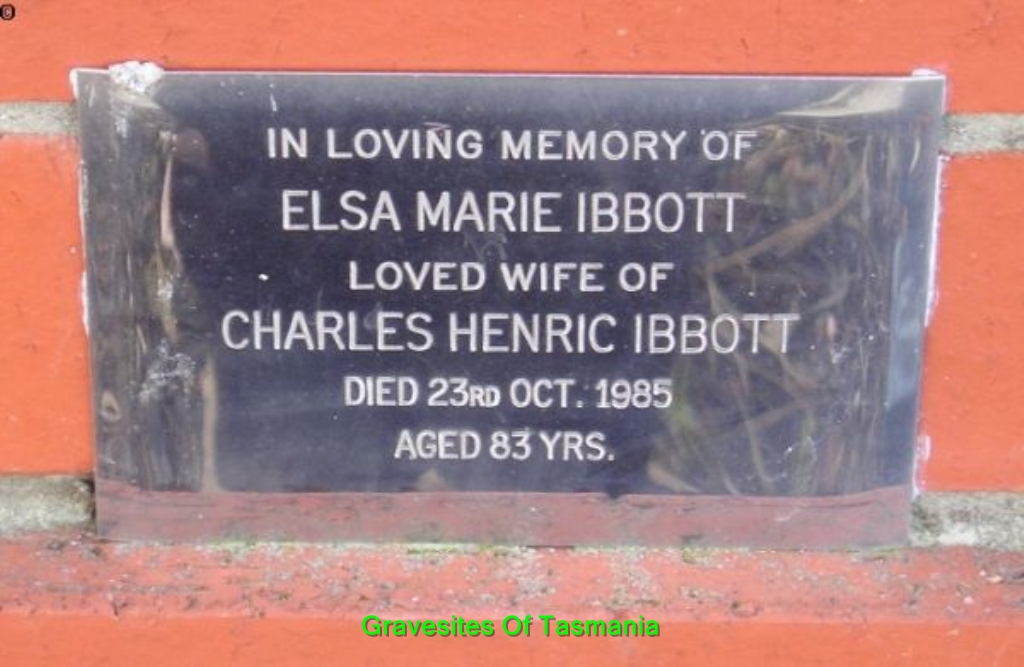 ©
IN LOVING MEMORY OF
ELSA MARIE IBBOTT
LOVED WIFE OF
CHARLES HENRIC IBBOTT
DIED 23RD OCT. 1985
AGED 83 YRS.
Gravesites Of Tasmania